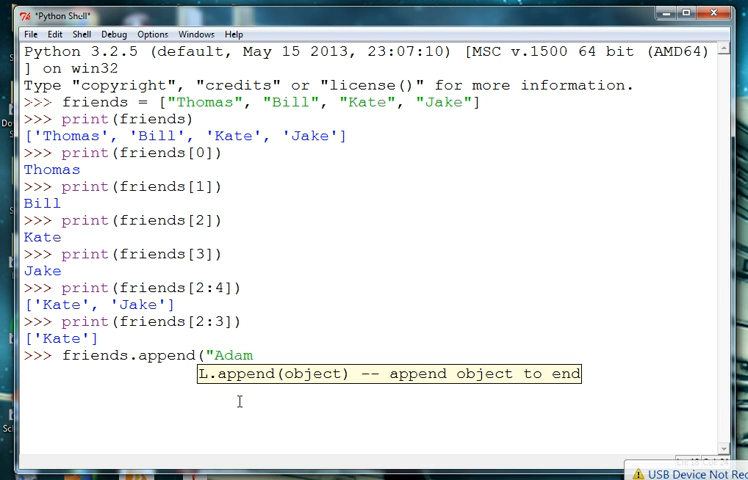 *Python Shell*
File Edit Shell Debug Options Windows Help
Python 3.2.5 (default, May 15 2013, 23:07:10) [MSC v.1500 64 bit (AMD64)
] on win32
Type "copyright", "credits" or "license()" for more information.
>>> friends = ["Thomas", "Bill", "Kate", "Jake"]
>>> print(friends)
['Thomas', 'Bill', 'Kate', 'Jake']
>>> print(friends[0])
Thomas
>>> print(friends[1])
Bill
>>> print(friends[2])
Kate
>>> print(friends[3])
Jake
>>> print(friends[2:4])
['Kate', 'Jake']
>>> print(friends[2:3])
['Kate']
>>> friends.append("Adam
L.append(object) -- append object to end
USB Device Not Rec